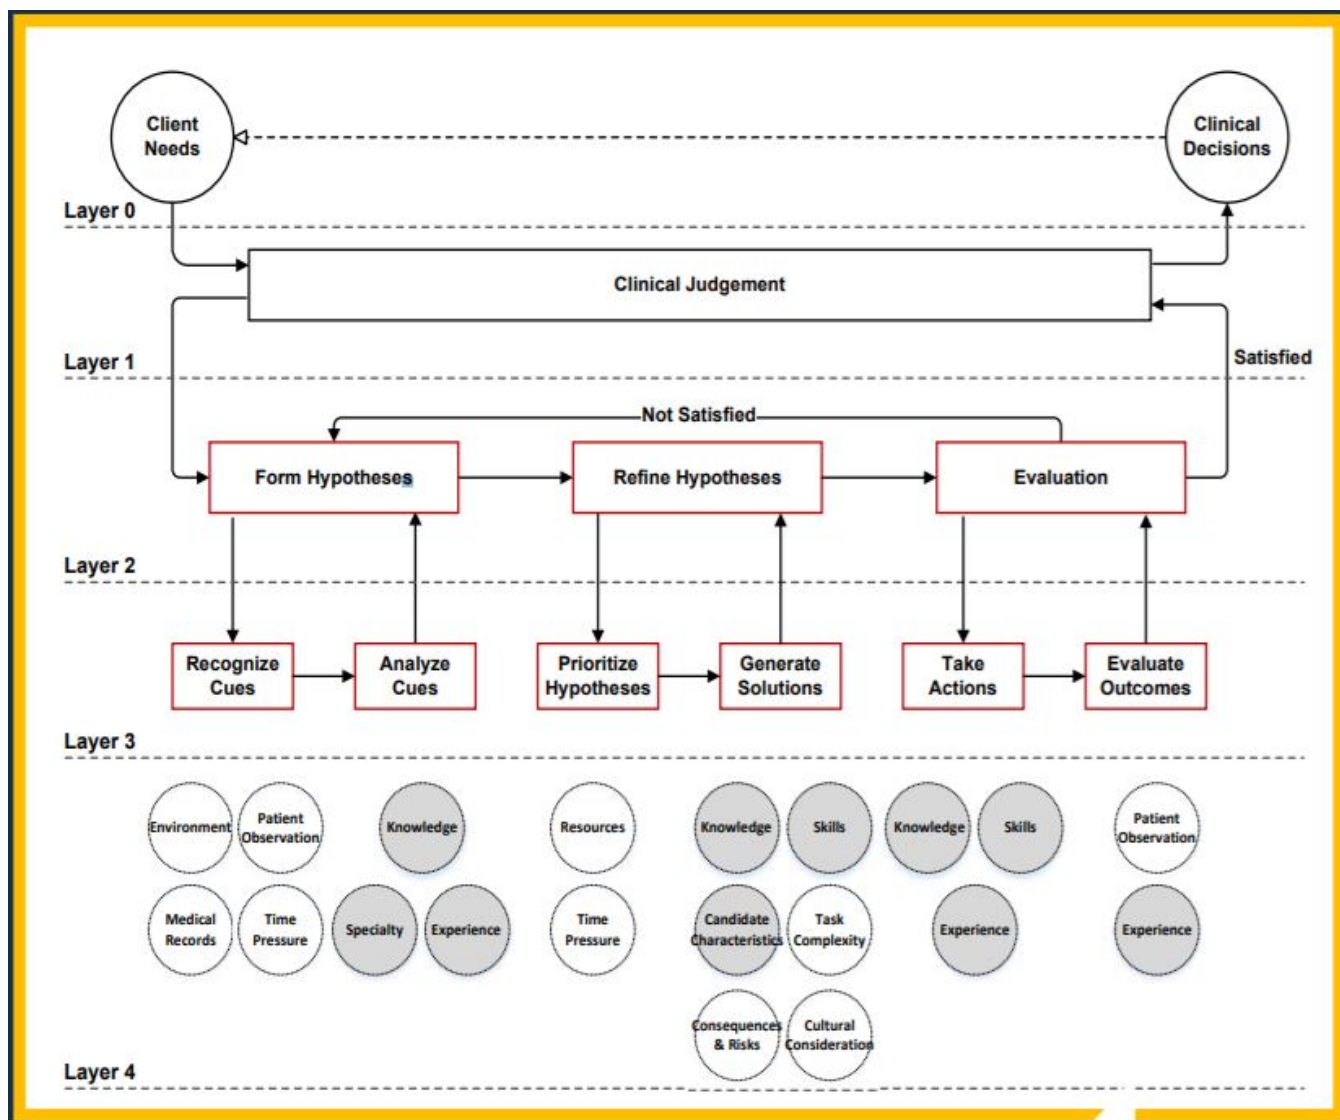 Client
Needs
Clinical
Decisions
Layer 0
Clinical Judgement
Layer 1
Satisfied
Not Satisfied
Form Hypotheses
Refine Hypotheses
Evaluation
Layer 2
Recognize
Cues
Analyze
Cues
Prioritize
Hypotheses
Generate
Solutions
Take
Actions
Evaluate
Outcomes
Layer 3
Environment
Patient
Observation
Knowledge
Resources
Knowledge
Skills
Knowledge
Skills
Patient
Observation
Medical
Records
Time
Pressure
Specialty
Experience
Time
Pressure
Candidate
Characteristics
Task
Complexity
Experience
Experience
Consequences
& Risks
Cultural
Consideration
Layer 4